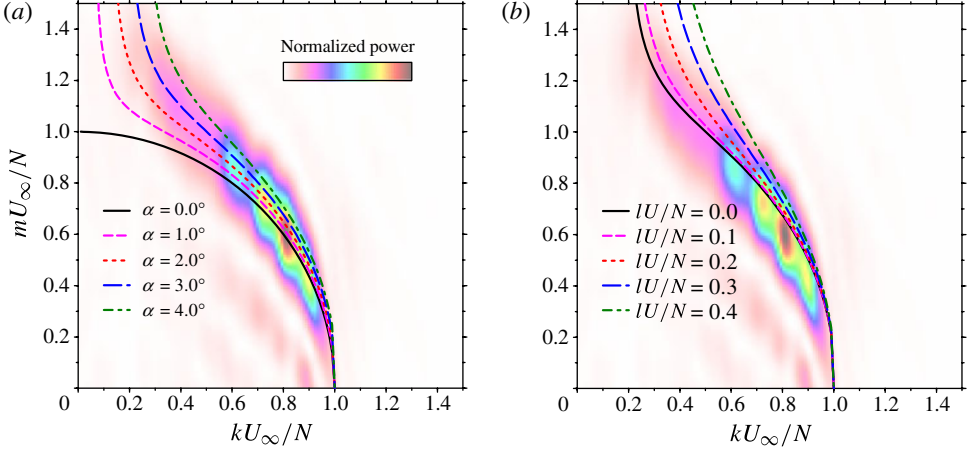 (a)
1.4
1.2
1.0
0.8
0.6
0.4
0.2
0
0.2
0.4
0.6
0.8
1.0
1.2
1.4
mU∞/N
kU∞/N
Normalized power
α = 0.0°
α = 1.0°
α = 2.0°
α = 3.0°
α = 4.0°
(b)
1.4
1.2
1.0
0.8
0.6
0.4
0.2
0
0.2
0.4
0.6
0.8
1.0
1.2
1.4
kU∞/N
lU/N = 0.0
lU/N = 0.1
lU/N = 0.2
lU/N = 0.3
lU/N = 0.4